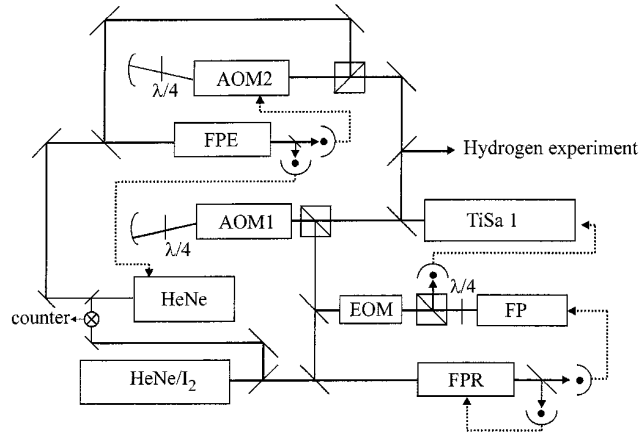 AOM2
λ/4
FPE
Hydrogen experiment
AOM1
TiSa 1
λ/4
HeNe
λ/4
EOM
FP
counter
HeNe/I₂
FPR